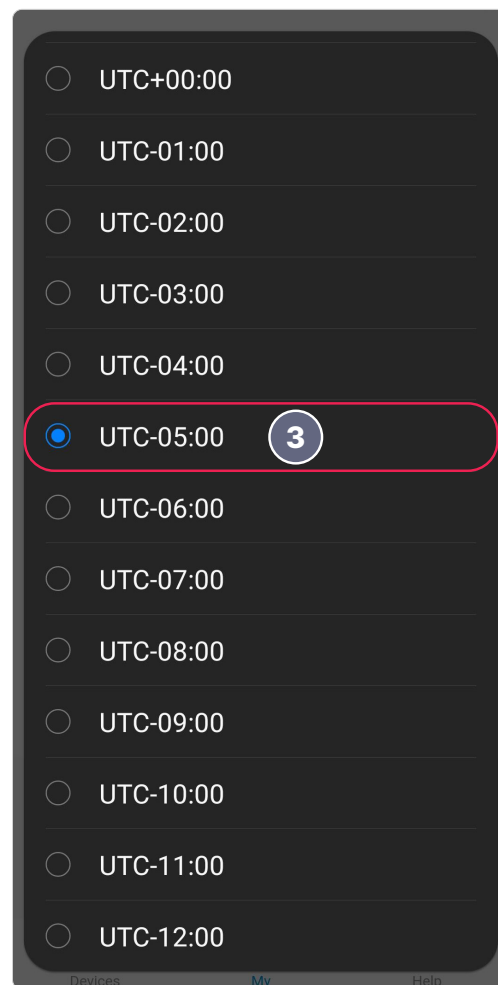 UTC+00:00
UTC-01:00
UTC-02:00
UTC-03:00
UTC-04:00
UTC-05:00 3
UTC-06:00
UTC-07:00
UTC-08:00
UTC-09:00
UTC-10:00
UTC-11:00
UTC-12:00
Devices My Help